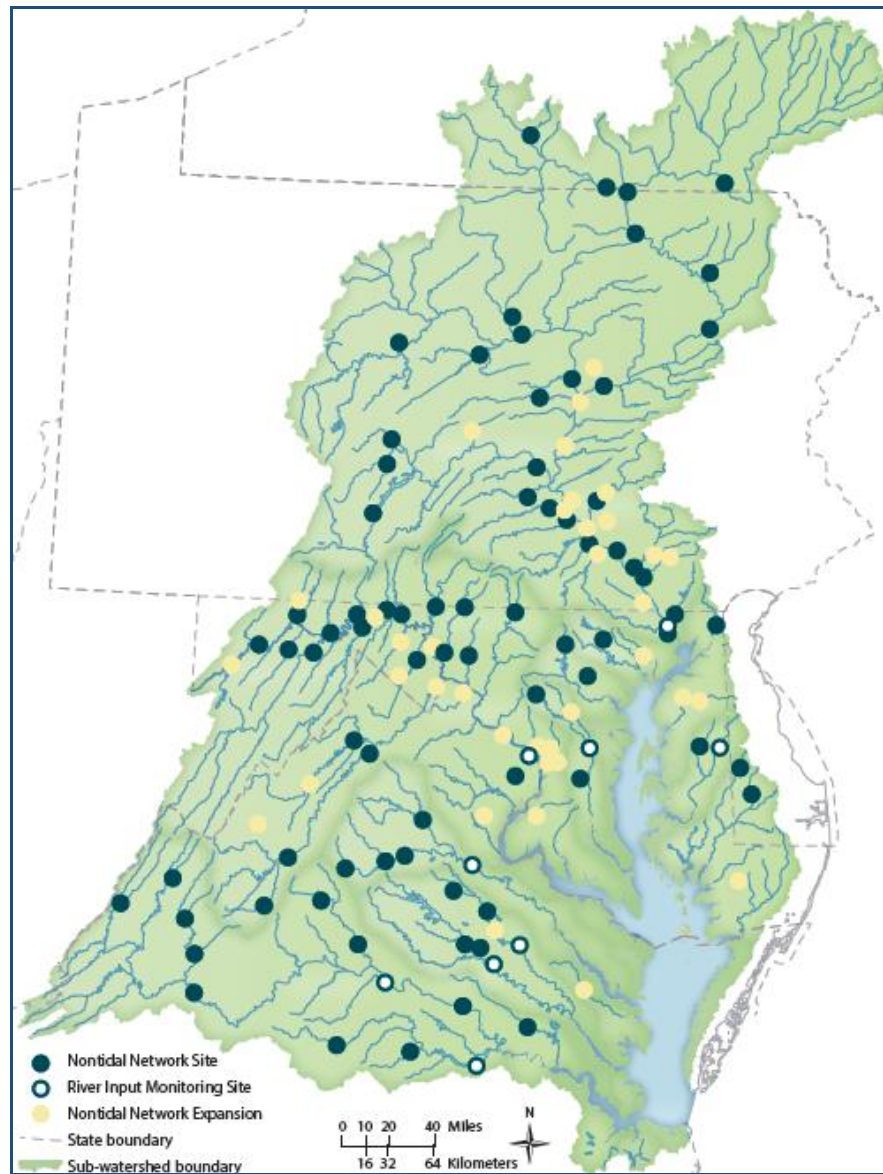 Nontidal Network Site
River Input Monitoring Site
Nontidal Network Expansion
State boundary
Sub-watershed boundary
0 10 20 40 Miles
16 32 64 Kilometers
N